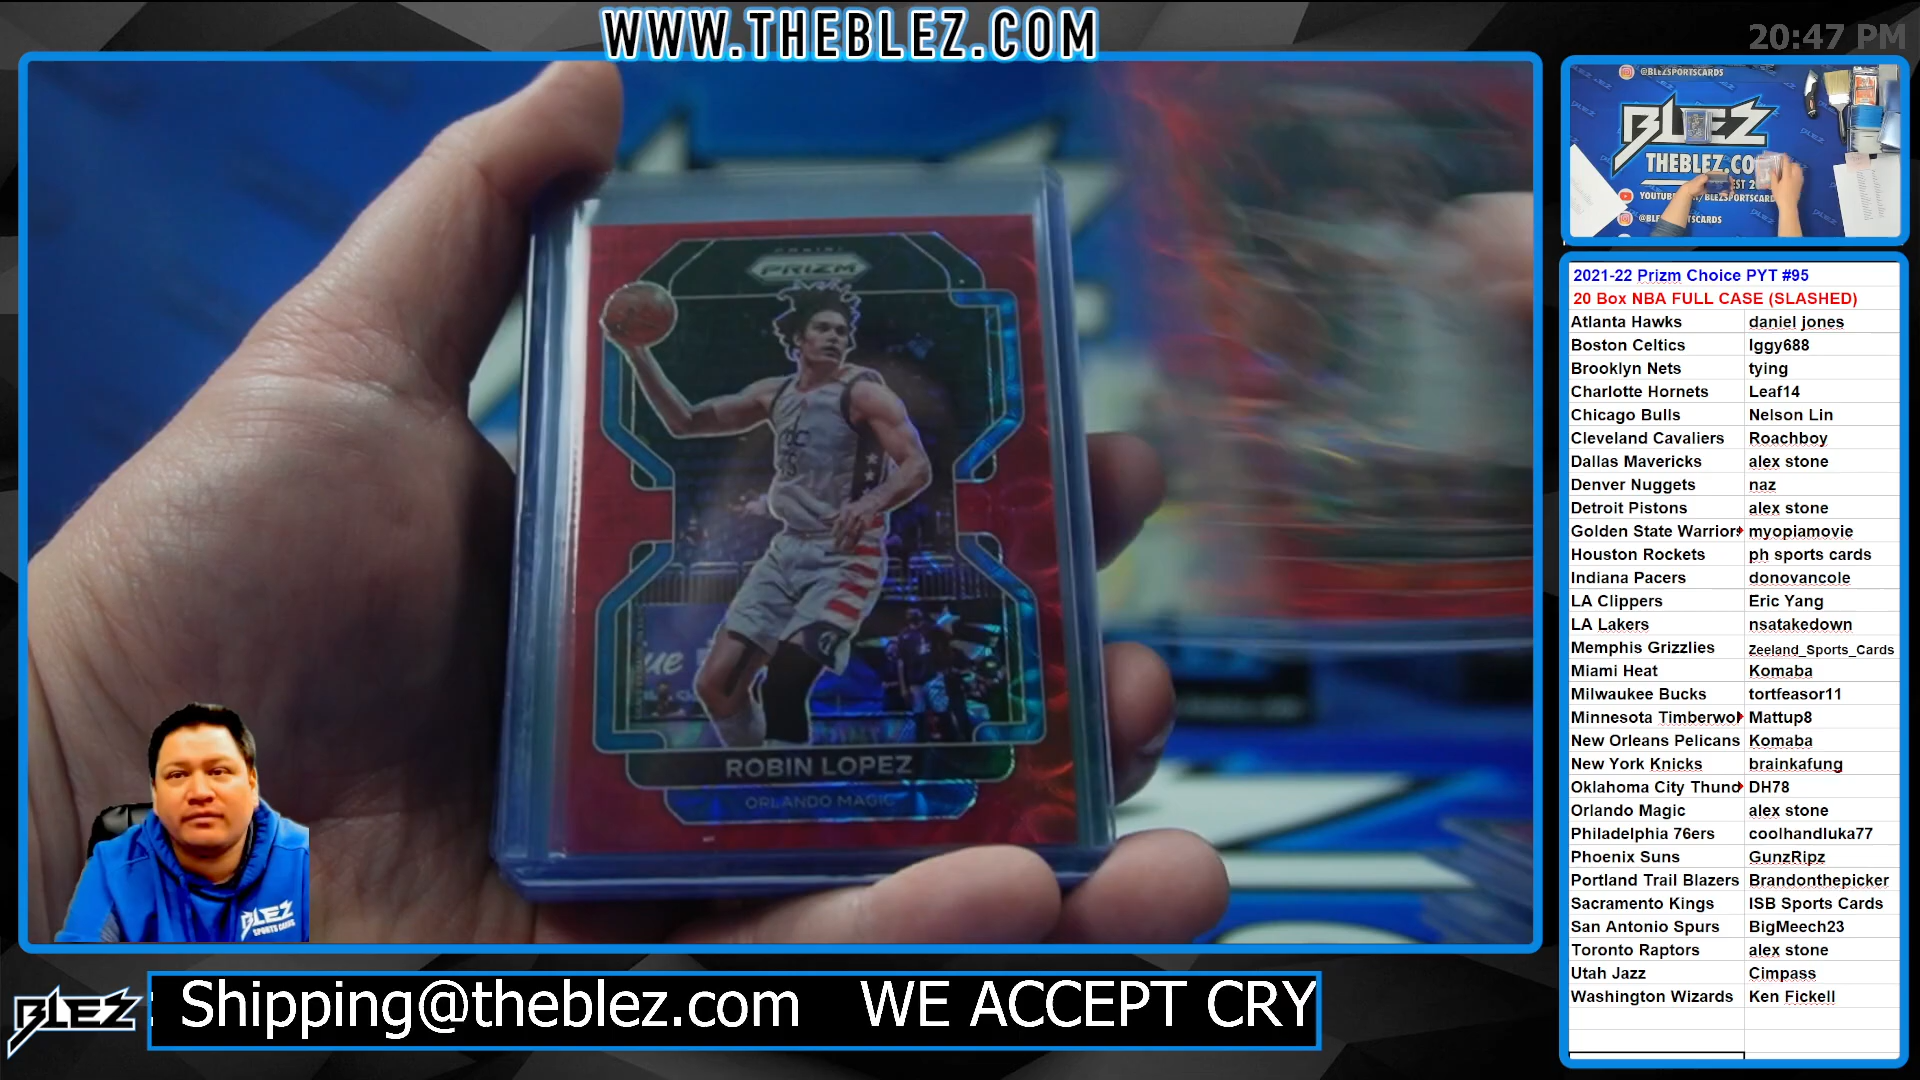 WWW.THEBLEZ.COM
20:47 PM
PANINI
PRIZM
ROBIN LOPEZ
ORLANDO MAGIC
BLEZ
SPORTS CARDS
@BLEZSPORTSCARDS
BLEZ
THEBLEZ.CO
2021-22 Prizm Choice PYT #95
20 Box NBA FULL CASE (SLASHED)
Atlanta Hawks daniel jones
Boston Celtics Iggy688
Brooklyn Nets tying
Charlotte Hornets Leaf14
Chicago Bulls Nelson Lin
Cleveland Cavaliers Roachboy
Dallas Mavericks alex stone
Denver Nuggets naz
Detroit Pistons alex stone
Golden State Warriors myopiamovie
Houston Rockets ph sports cards
Indiana Pacers donovancole
LA Clippers Eric Yang
LA Lakers nsatakedown
Memphis Grizzlies Zeeland_Sports_Cards
Miami Heat Komaba
Milwaukee Bucks tortfeasor11
Minnesota Timberwol Mattup8
New Orleans Pelicans Komaba
New York Knicks brainkafung
Oklahoma City Thund DH78
Orlando Magic alex stone
Philadelphia 76ers coolhandluka77
Phoenix Suns GunzRipz
Portland Trail Blazers Brandonthepicker
Sacramento Kings ISB Sports Cards
San Antonio Spurs BigMeech23
Toronto Raptors alex stone
Utah Jazz Cimpass
Washington Wizards Ken Fickell
BLEZ
: Shipping@theblez.com WE ACCEPT CRY